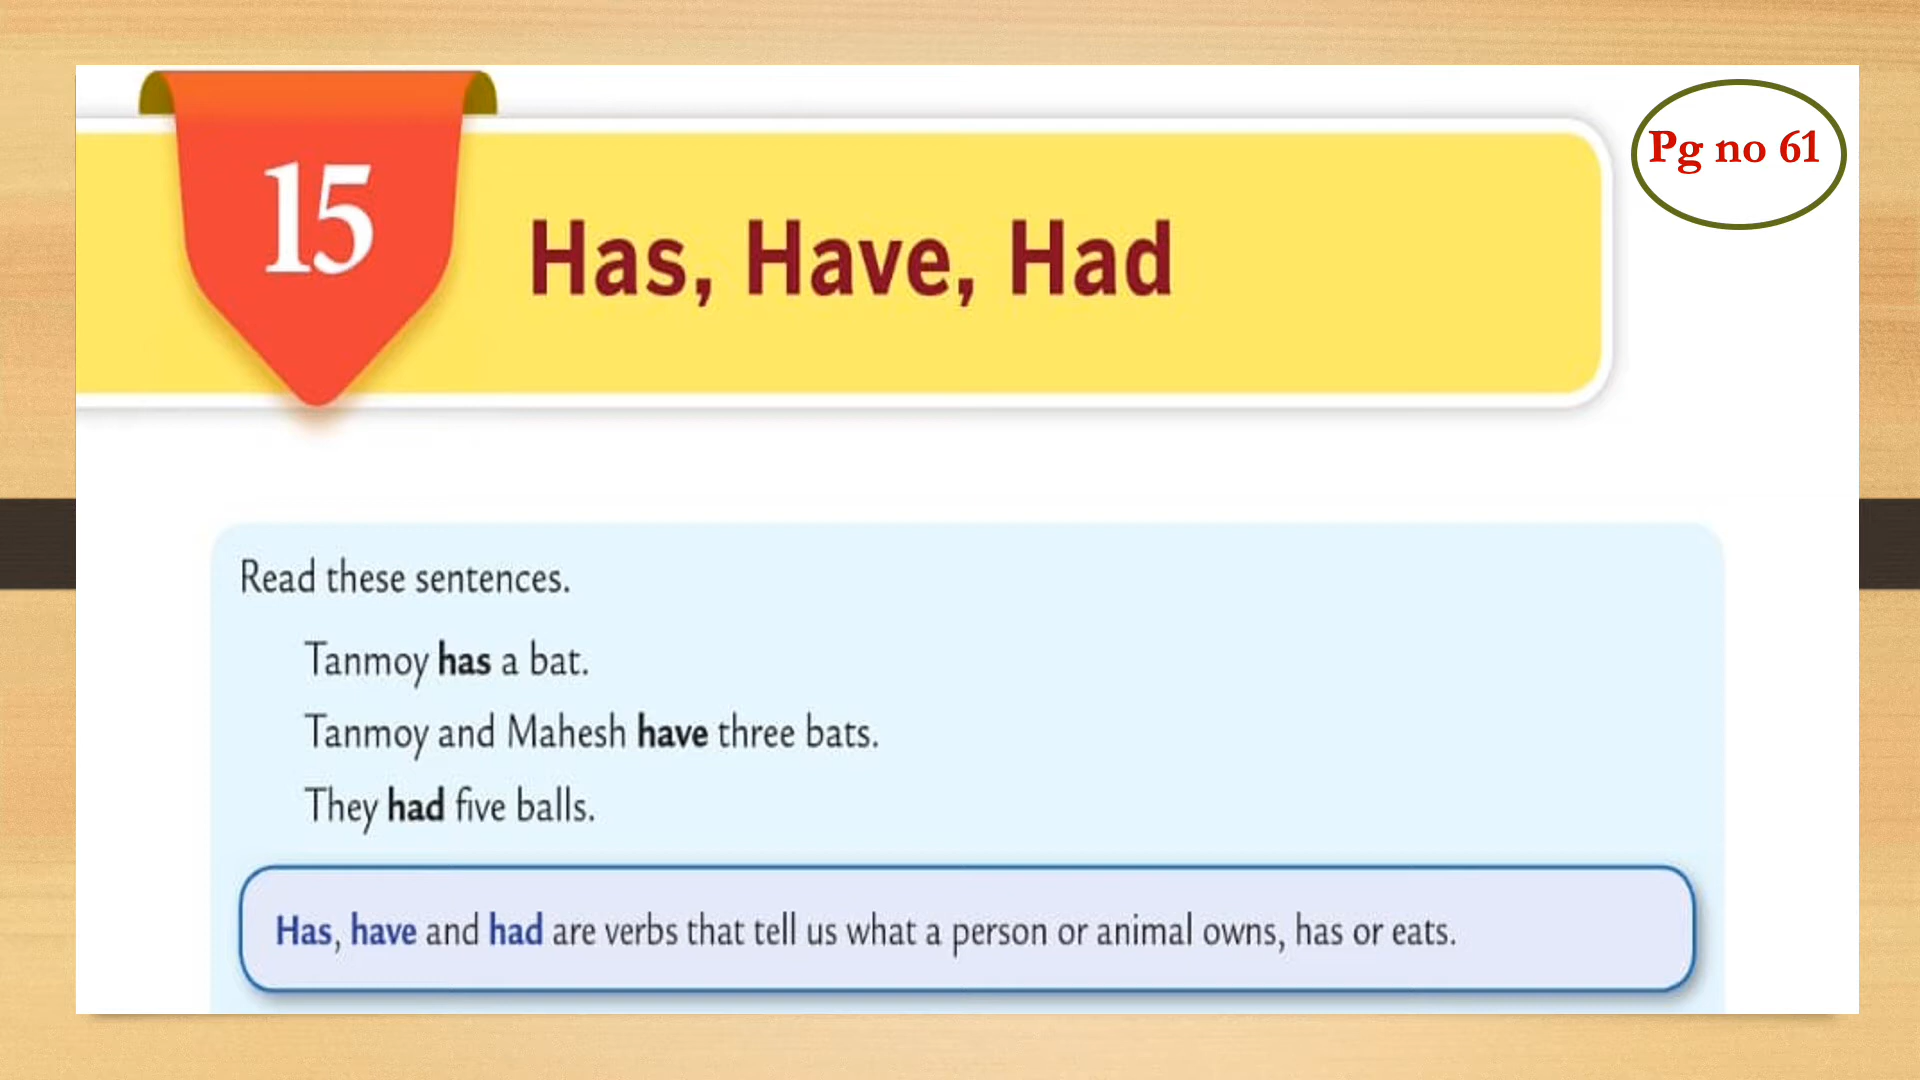 15
Has, Have, Had
Pg no 61
Read these sentences.
Tanmoy has a bat.
Tanmoy and Mahesh have three bats.
They had five balls.
Has, have and had are verbs that tell us what a person or animal owns, has or eats.